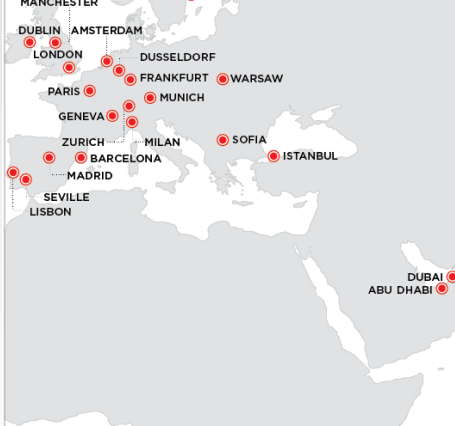 MANCHESTER
DUBLIN
AMSTERDAM
LONDON
DUSSELDORF
FRANKFURT
WARSAW
PARIS
MUNICH
GENEVA
ZURICH
MILAN
SOFIA
BARCELONA
ISTANBUL
MADRID
SEVILLE
LISBON
DUBAI
ABU DHABI